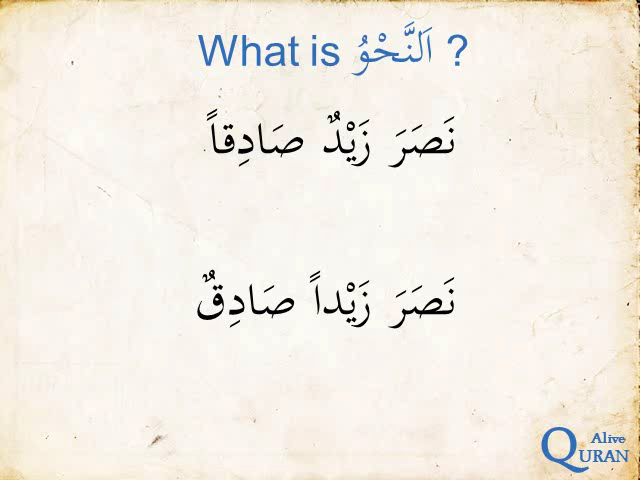 What is اَلنَّحْوُ ?
نَصَرَ زَيْدٌ صَادِقاً
نَصَرَ زَيْداً صَادِقٌ
Alive
QURAN